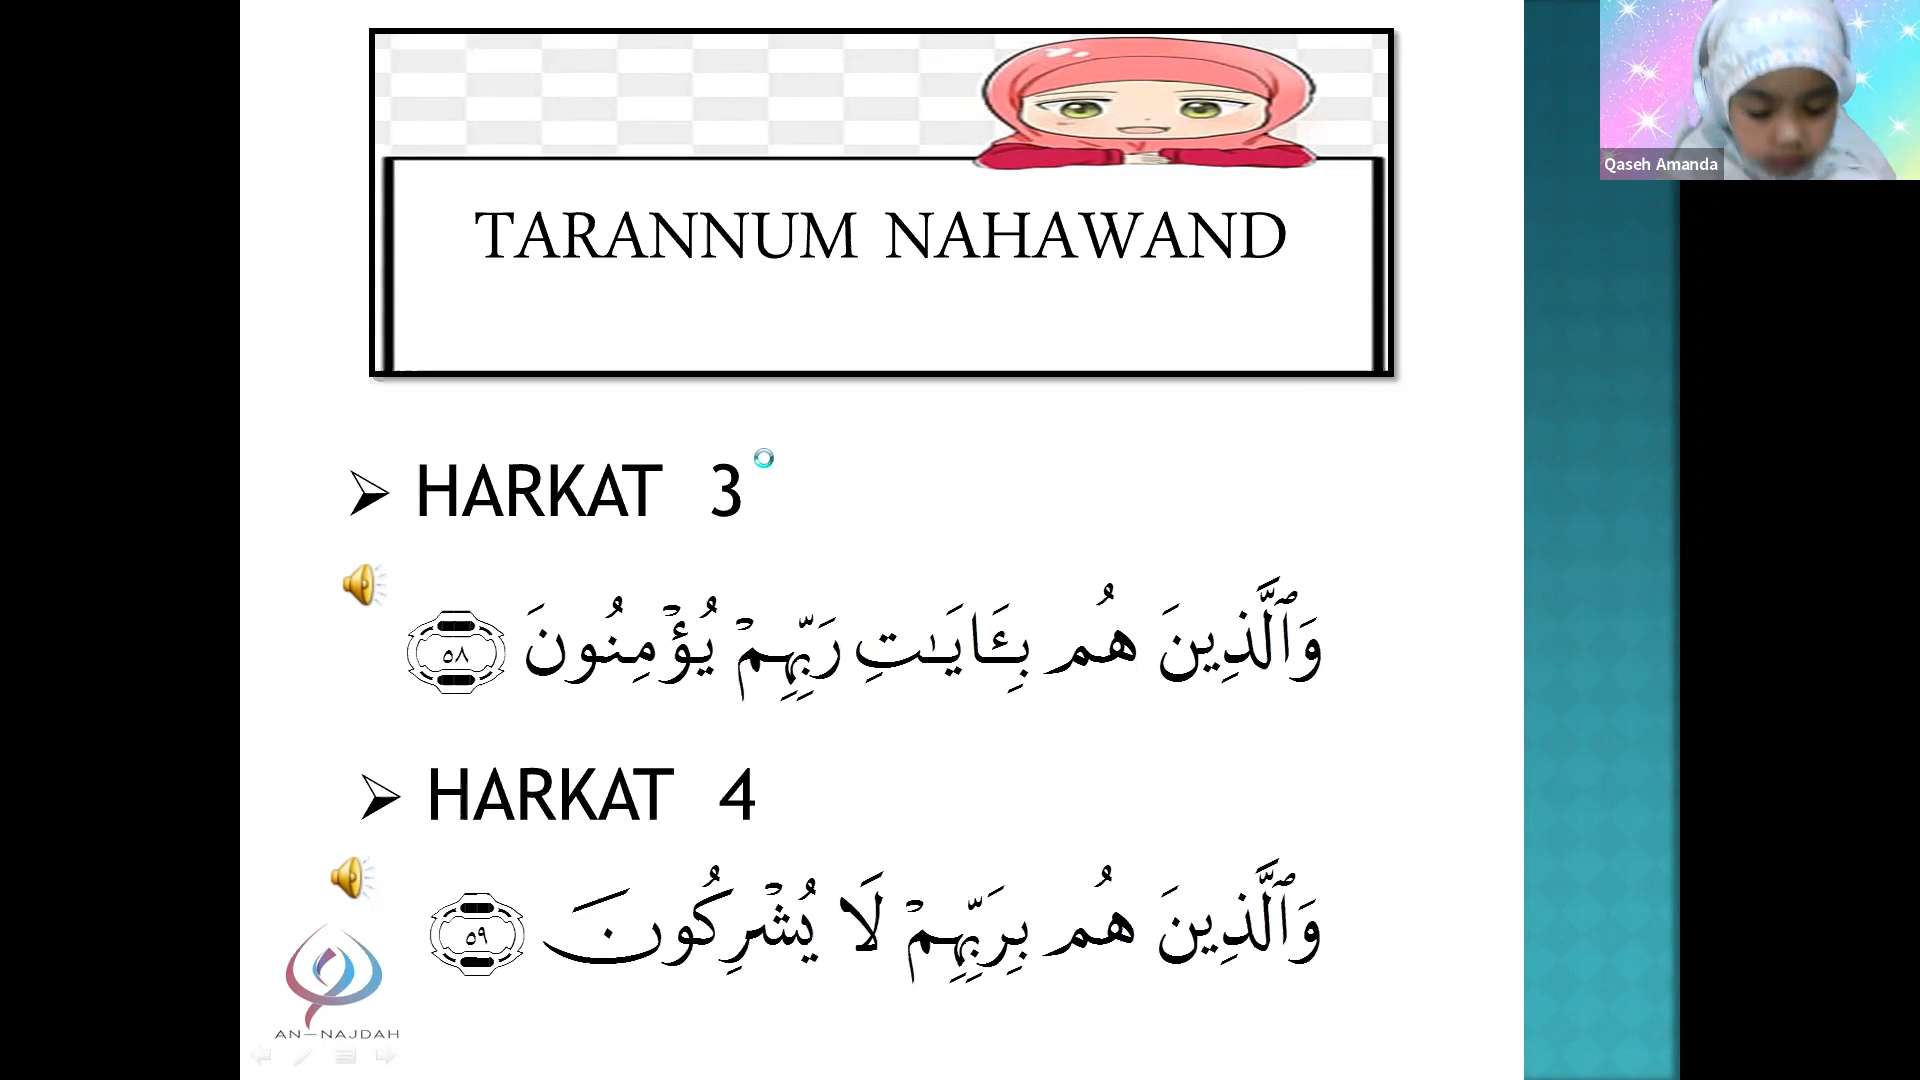 Qaseh Amanda
TARANNUM NAHAWAND
HARKAT 3
وَٱلَّذِينَ هُم بِـَٔايَـٰتِ رَبِّهِمۡ يُؤۡمِنُونَ ٥٨
HARKAT 4
وَٱلَّذِينَ هُم بِرَبِّهِمۡ لَا يُشۡرِكُونَ ٥٩
AN-NAJDAH